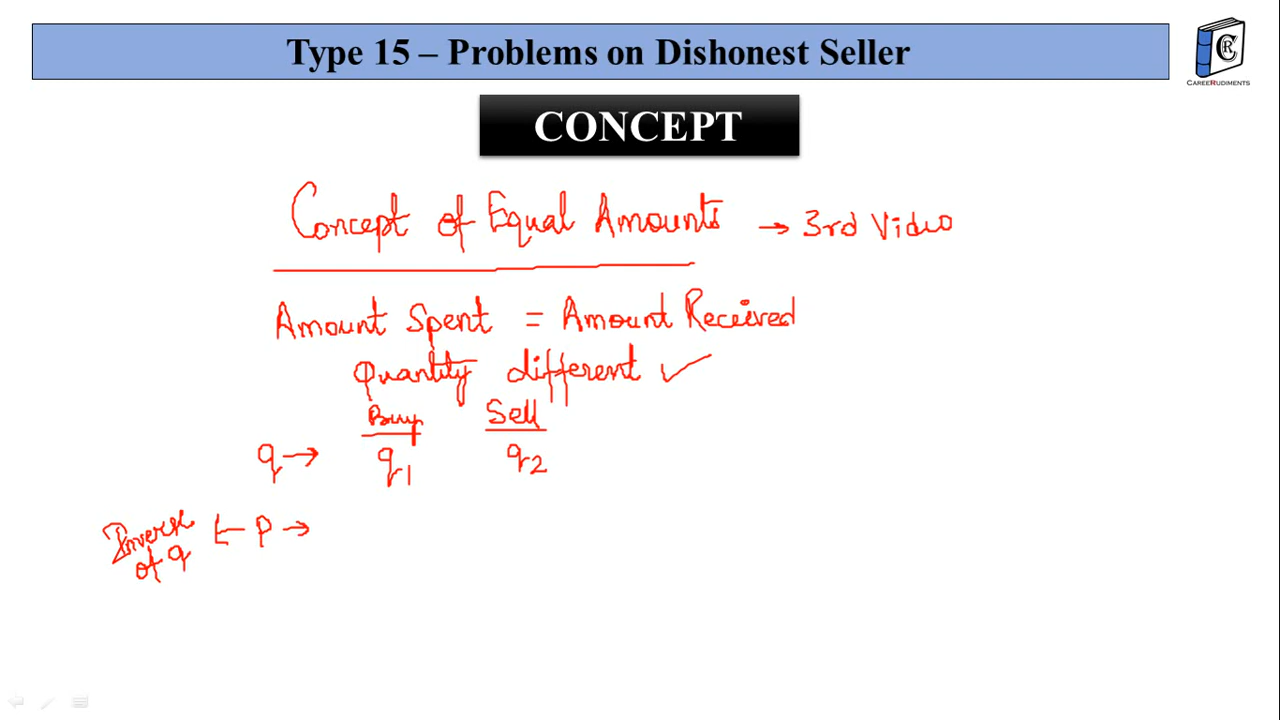 Type 15 – Problems on Dishonest Seller
CR
CAREERUDIMENTS
CONCEPT
Concept of Equal Amounts → 3rd Video
Amount Spent = Amount Received
Quantity different ✓
Buy Sell
q → q1 q2
Inverse of q ← p →